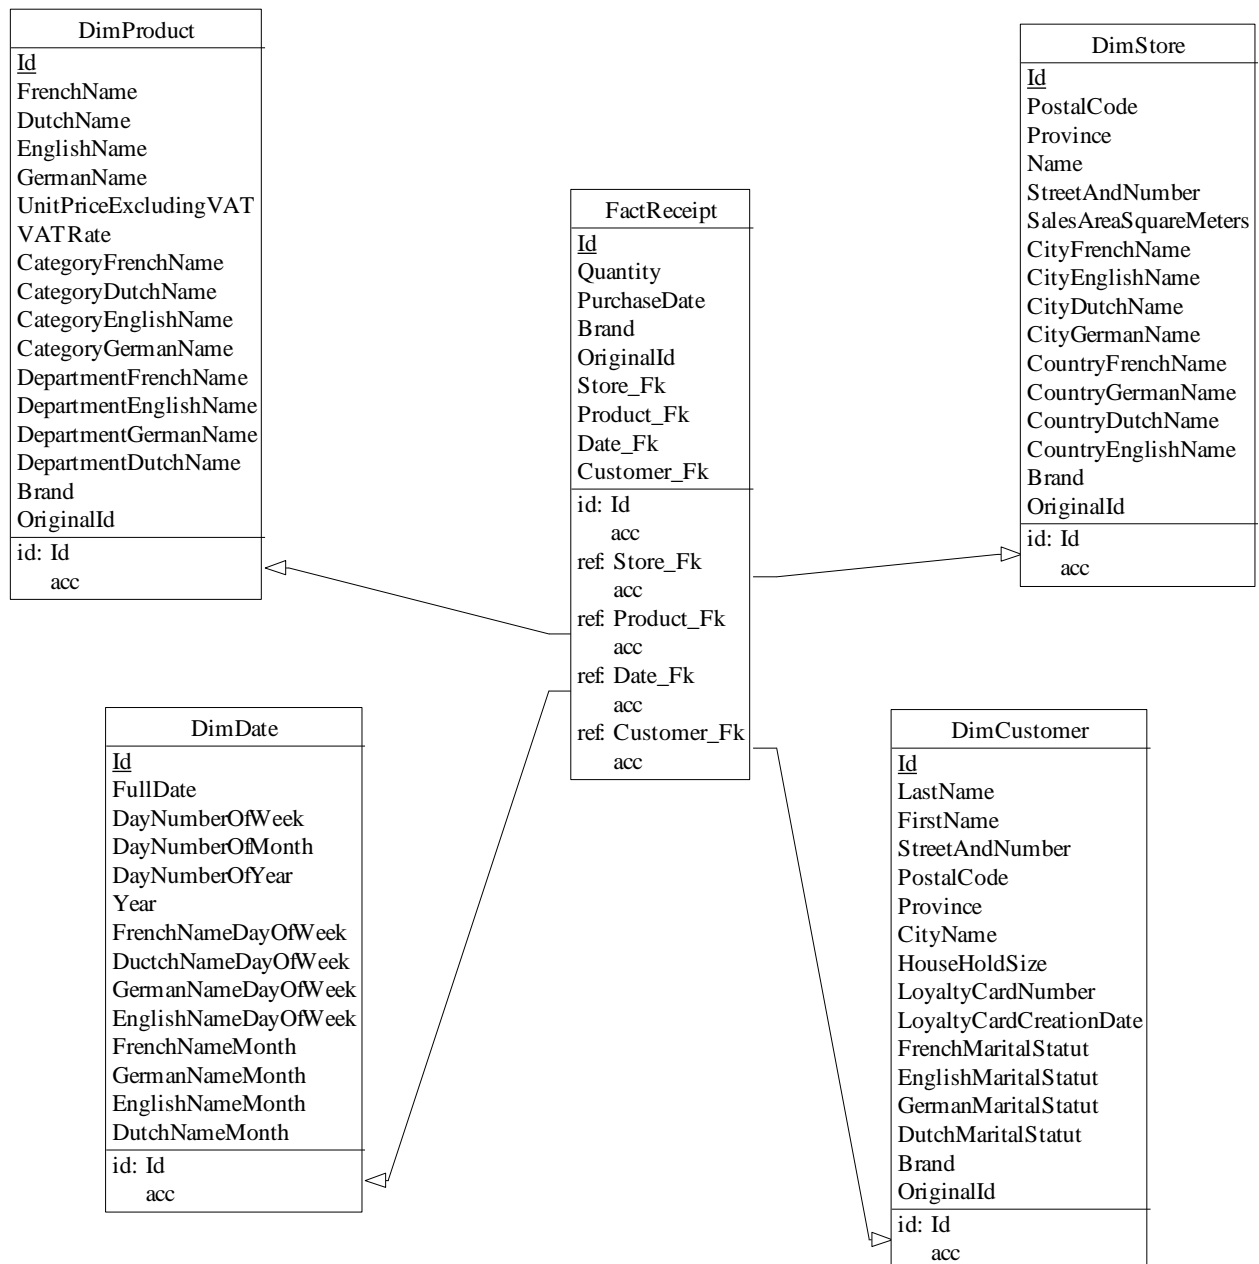 DimProduct
Id
FrenchName
DutchName
EnglishName
GermanName
UnitPriceExcludingVAT
VATRate
CategoryFrenchName
CategoryDutchName
CategoryEnglishName
CategoryGermanName
DepartmentFrenchName
DepartmentEnglishName
DepartmentGermanName
DepartmentDutchName
Brand
OriginalId
id: Id
acc
FactReceipt
Id
Quantity
PurchaseDate
Brand
OriginalId
Store_Fk
Product_Fk
Date_Fk
Customer_Fk
id: Id
acc
ref: Store_Fk
acc
ref: Product_Fk
acc
ref: Date_Fk
acc
ref: Customer_Fk
acc
DimStore
Id
PostalCode
Province
Name
StreetAndNumber
SalesAreaSquareMeters
CityFrenchName
CityEnglishName
CityDutchName
CityGermanName
CountryFrenchName
CountryGermanName
CountryDutchName
CountryEnglishName
Brand
OriginalId
id: Id
acc
DimDate
Id
FullDate
DayNumberOfWeek
DayNumberOfMonth
DayNumberOfYear
Year
FrenchNameDayOfWeek
DuctchNameDayOfWeek
GermanNameDayOfWeek
EnglishNameDayOfWeek
FrenchNameMonth
GermanNameMonth
EnglishNameMonth
DutchNameMonth
id: Id
acc
DimCustomer
Id
LastName
FirstName
StreetAndNumber
PostalCode
Province
CityName
HouseHoldSize
LoyaltyCardNumber
LoyaltyCardCreationDate
FrenchMaritalStatut
EnglishMaritalStatut
GermanMaritalStatut
DutchMaritalStatut
Brand
OriginalId
id: Id
acc